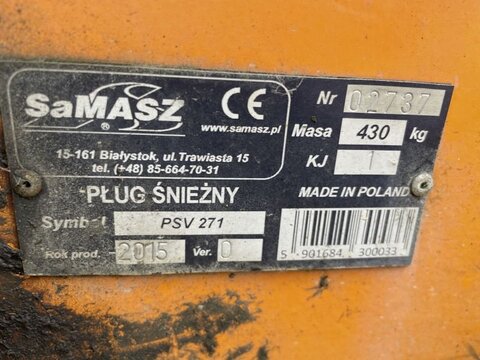 SaMASZ
®
CE
www.samasz.pl
15-161 Białystok, ul. Trawiasta 15
tel. (+48) 85-664-70-31
Nr 02737
Masa 430 kg
KJ 1
PŁUG ŚNIEŻNY
MADE IN POLAND
Symbol PSV 271
Rok prod. 2015 Ver. D
5 901684 300033